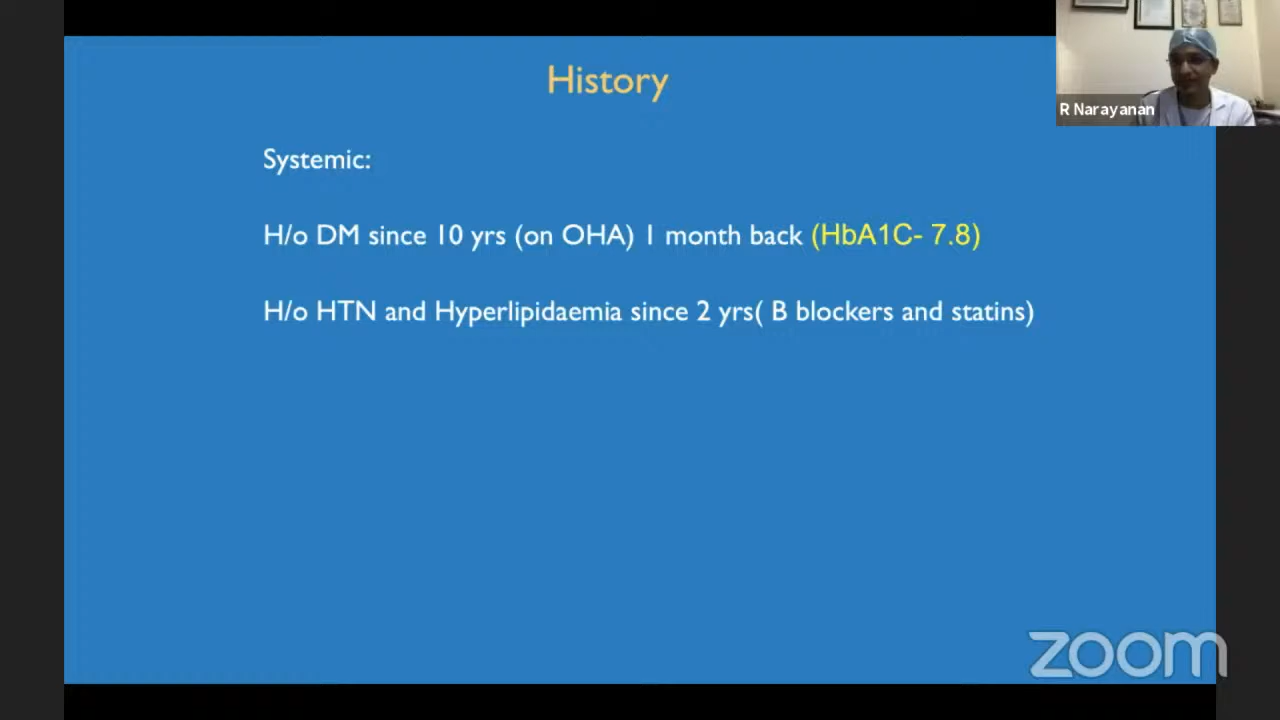 History
R Narayanan
Systemic:
H/o DM since 10 yrs (on OHA) 1 month back (HbA1C- 7.8)
H/o HTN and Hyperlipidaemia since 2 yrs( B blockers and statins)
zoom